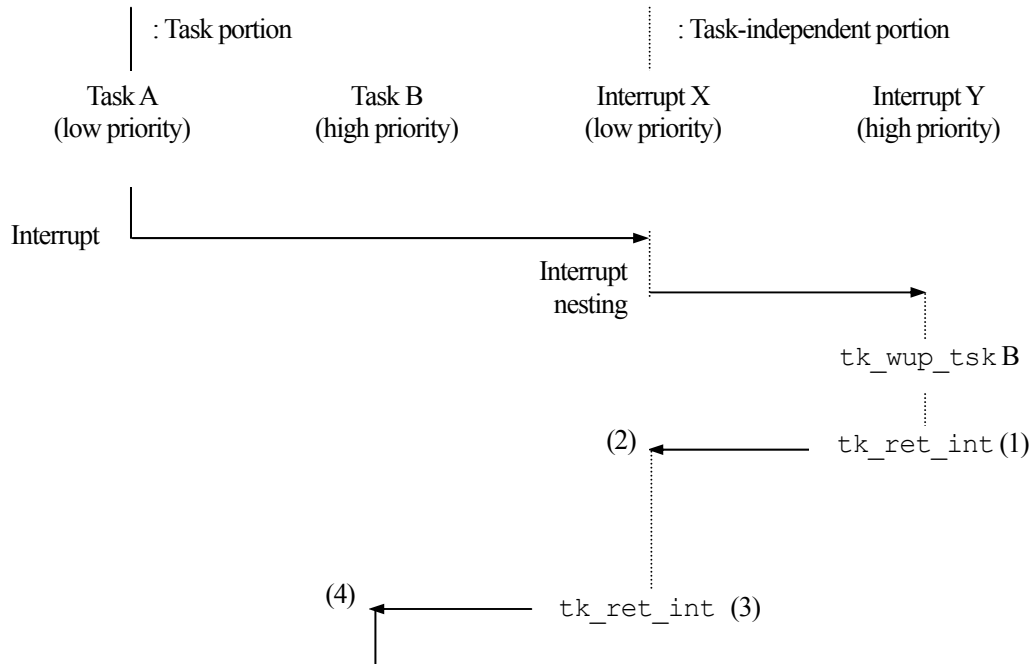 : Task portion
: Task-independent portion
Task A
(low priority)
Task B
(high priority)
Interrupt X
(low priority)
Interrupt Y
(high priority)
Interrupt
Interrupt
nesting
tk_wup_tsk B
(2)
tk_ret_int (1)
(4)
tk_ret_int (3)